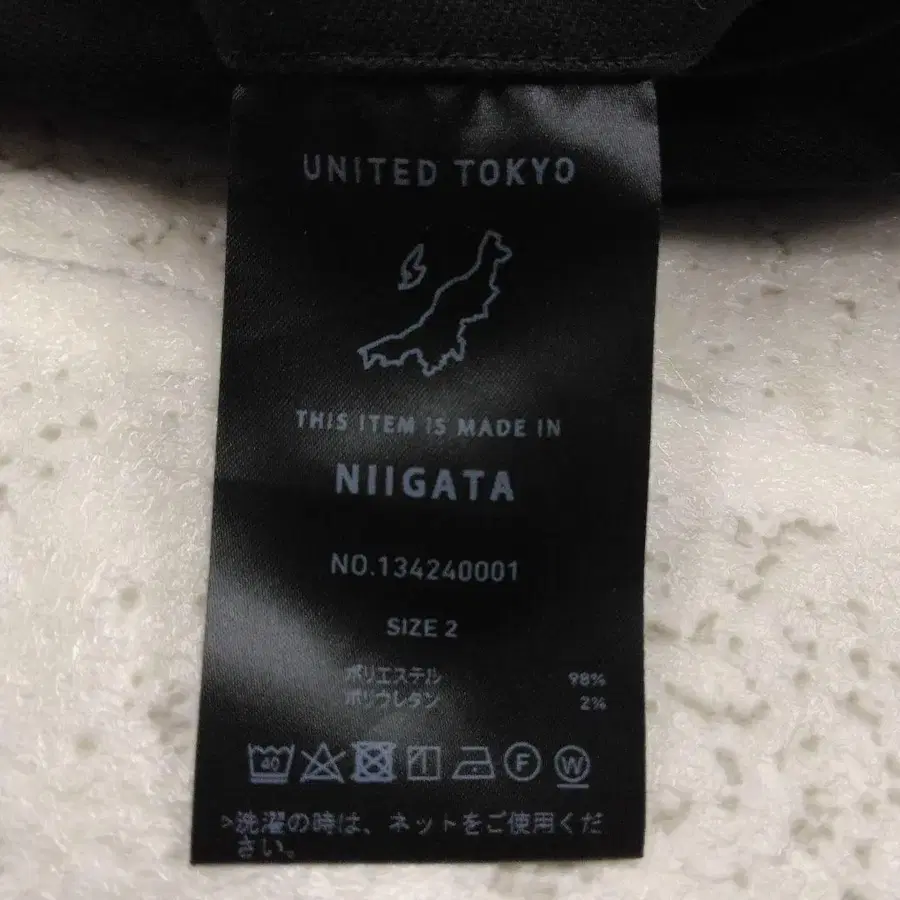 UNITED TOKYO
THIS ITEM IS MADE IN
NIIGATA
NO.134240001
SIZE 2
ポリエステル 98%
ポリウレタン 2%
40 F W
>洗濯の時は、ネットをご使用くだ
さい。